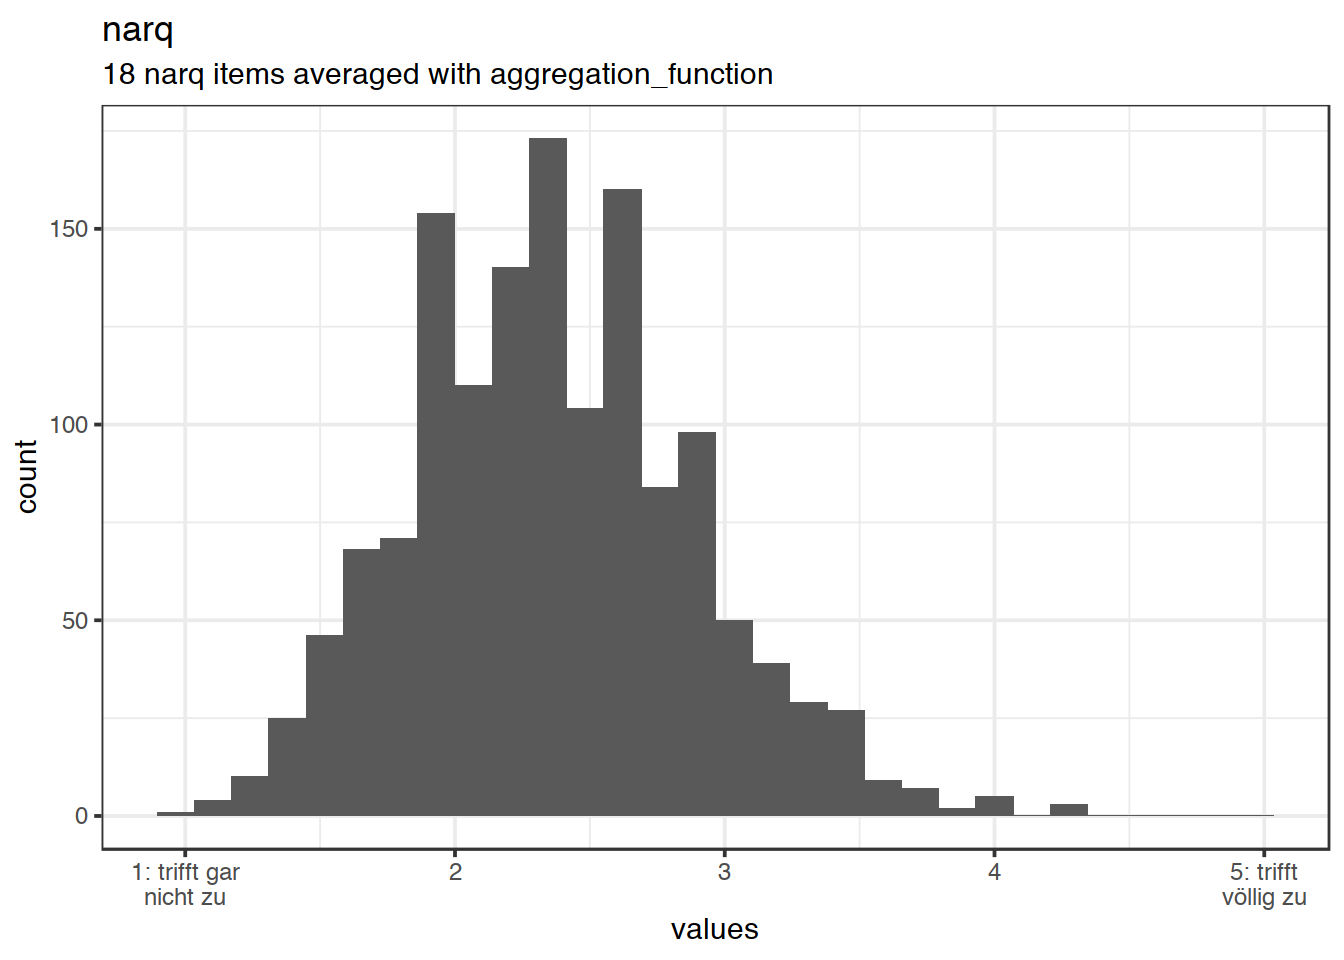 narq
18 narq items averaged with aggregation_function
150
100
50
0
count
1: trifft gar
nicht zu
2
3
4
5: trifft
völlig zu
values